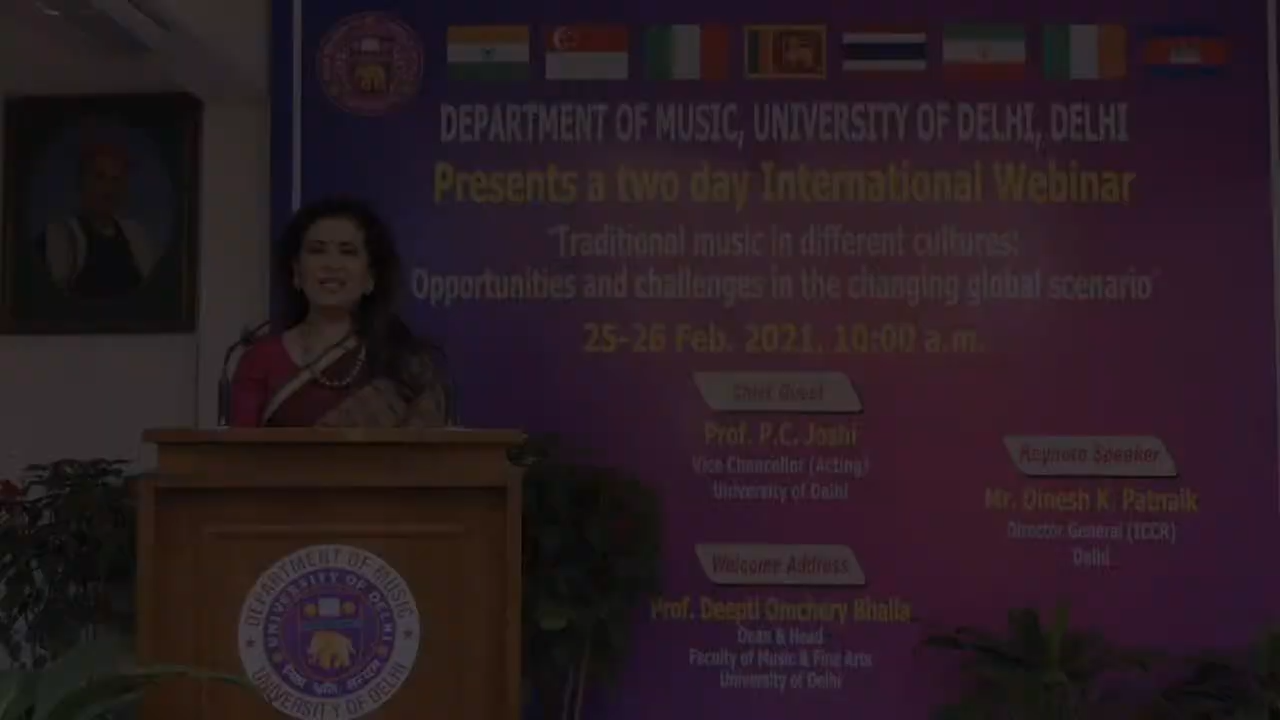 DEPARTMENT OF MUSIC, UNIVERSITY OF DELHI, DELHI
Presents a two day International Webinar
"Traditional music in different cultures:
Opportunities and challenges in the changing global scenario"
25-26 Feb. 2021, 10:00 a.m.
Chief Guest
Prof. P.C. Joshi
Vice Chancellor (Acting)
University of Delhi
Keynote Speaker
Mr. Dinesh K. Patnaik
Director General (ICCR)
Delhi
Welcome Address
Prof. Deepti Omchery Bhalla
Dean & Head
Faculty of Music & Fine Arts
University of Delhi
DEPARTMENT OF MUSIC
UNIVERSITY OF DELHI
UNIVERSITY OF DELHI